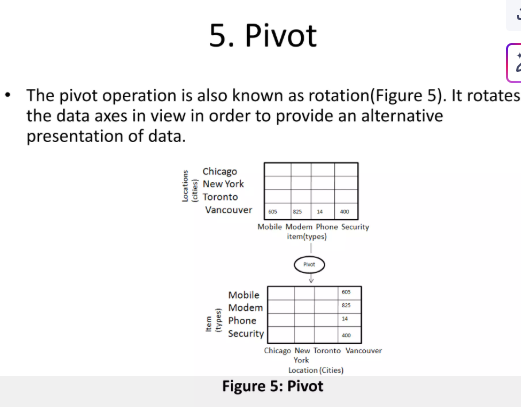 5. Pivot
• The pivot operation is also known as rotation(Figure 5). It rotates
the data axes in view in order to provide an alternative
presentation of data.
Locations
(cities)
Chicago
New York
Toronto
Vancouver
605 825 14 400
Mobile Modem Phone Security
item(types)
Pivot
Item
(types)
Mobile
Modem
Phone
Security
605
825
14
400
Chicago New Toronto Vancouver
York
Location (Cities)
Figure 5: Pivot